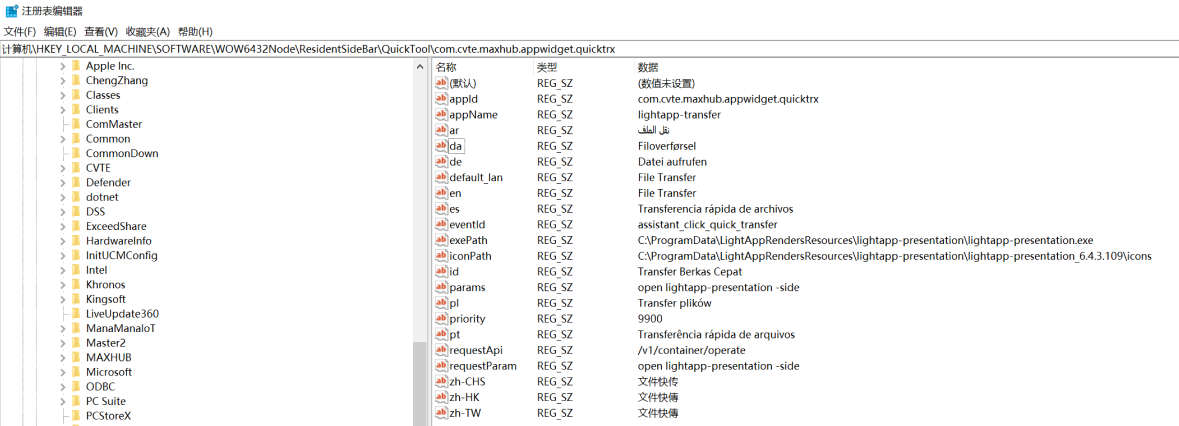 注册表编辑器
文件(F) 编辑(E) 查看(V) 收藏夹(A) 帮助(H)
计算机\HKEY_LOCAL_MACHINE\SOFTWARE\WOW6432Node\ResidentSideBar\QuickTool\com.cvte.maxhub.appwidget.quicktrx
Apple Inc.
ChengZhang
Classes
Clients
ComMaster
Common
CommonDown
CVTE
Defender
dotnet
DSS
ExceedShare
HardwareInfo
InitUCMConfig
Intel
Khronos
Kingsoft
LiveUpdate360
ManaManaIoT
Master2
MAXHUB
Microsoft
ODBC
PC Suite
PCStoreX
名称 类型 数据
(默认) REG_SZ (数值未设置)
appId REG_SZ com.cvte.maxhub.appwidget.quicktrx
appName REG_SZ lightapp-transfer
ar REG_SZ نقل الملف
da REG_SZ Filoverførsel
de REG_SZ Datei aufrufen
default_lan REG_SZ File Transfer
en REG_SZ File Transfer
es REG_SZ Transferencia rápida de archivos
eventId REG_SZ assistant_click_quick_transfer
exePath REG_SZ C:\ProgramData\LightAppRendersResources\lightapp-presentation\lightapp-presentation.exe
iconPath REG_SZ C:\ProgramData\LightAppRendersResources\lightapp-presentation\lightapp-presentation_6.4.3.109\icons
id REG_SZ Transfer Berkas Cepat
params REG_SZ open lightapp-presentation -side
pl REG_SZ Transfer plików
priority REG_SZ 9900
pt REG_SZ Transferência rápida de arquivos
requestApi REG_SZ /v1/container/operate
requestParam REG_SZ open lightapp-presentation -side
zh-CHS REG_SZ 文件快传
zh-HK REG_SZ 文件快傳
zh-TW REG_SZ 文件快傳